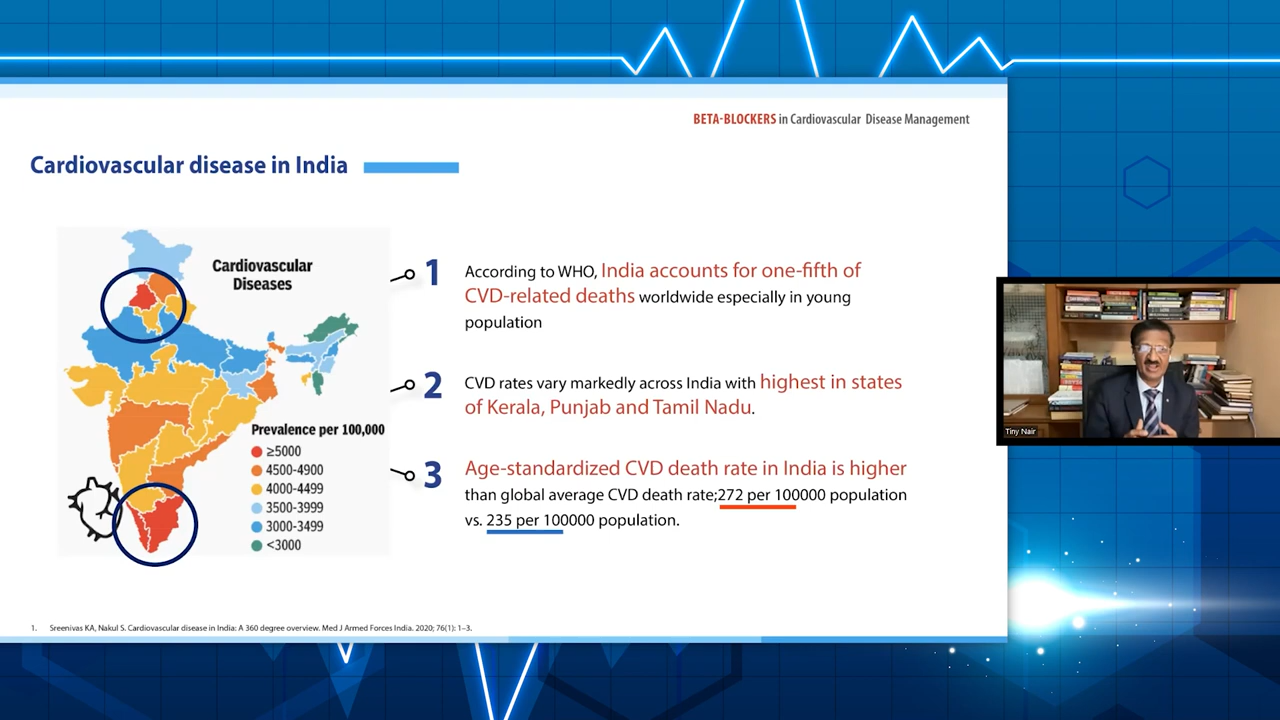 BETA-BLOCKERS in Cardiovascular Disease Management
Cardiovascular disease in India
Cardiovascular
Diseases
Prevalence per 100,000
≥5000
4500-4900
4000-4499
3500-3999
3000-3499
<3000
1
According to WHO, India accounts for one-fifth of
CVD-related deaths worldwide especially in young
population
2
CVD rates vary markedly across India with highest in states
of Kerala, Punjab and Tamil Nadu.
3
Age-standardized CVD death rate in India is higher
than global average CVD death rate;272 per 100000 population
vs. 235 per 100000 population.
Tiny Nair
1. Sreenivas KA, Nakul S. Cardiovascular disease in India: A 360 degree overview. Med J Armed Forces India. 2020; 76(1): 1–3.